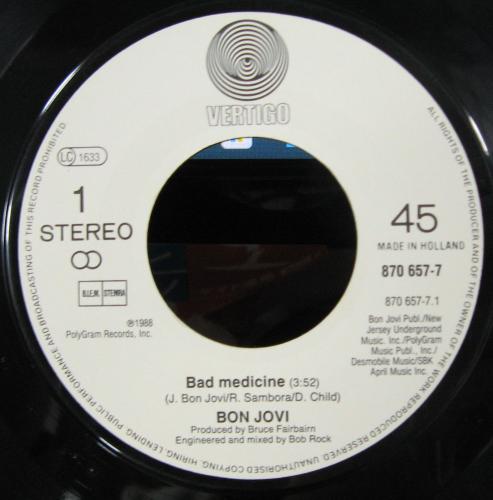 VERTIGO
LC 1633
1
STEREO
B.I.E.M. STEMRA
℗1988
PolyGram Records, Inc.
45
MADE IN HOLLAND
870 657-7
870 657-7.1
Bon Jovi Publ./New
Jersey Underground
Music. Inc./PolyGram
Music Publ., Inc./
Desmobile Music/SBK
April Music Inc.
Bad medicine (3:52)
(J. Bon Jovi/R. Sambora/D. Child)
BON JOVI
Produced by Bruce Fairbairn
Engineered and mixed by Bob Rock
ALL RIGHTS OF THE PRODUCER AND OF THE OWNER OF THE WORK REPRODUCED RESERVED. UNAUTHORISED COPYING, HIRING, LENDING, PUBLIC PERFORMANCE AND BROADCASTING OF THIS RECORD PROHIBITED.